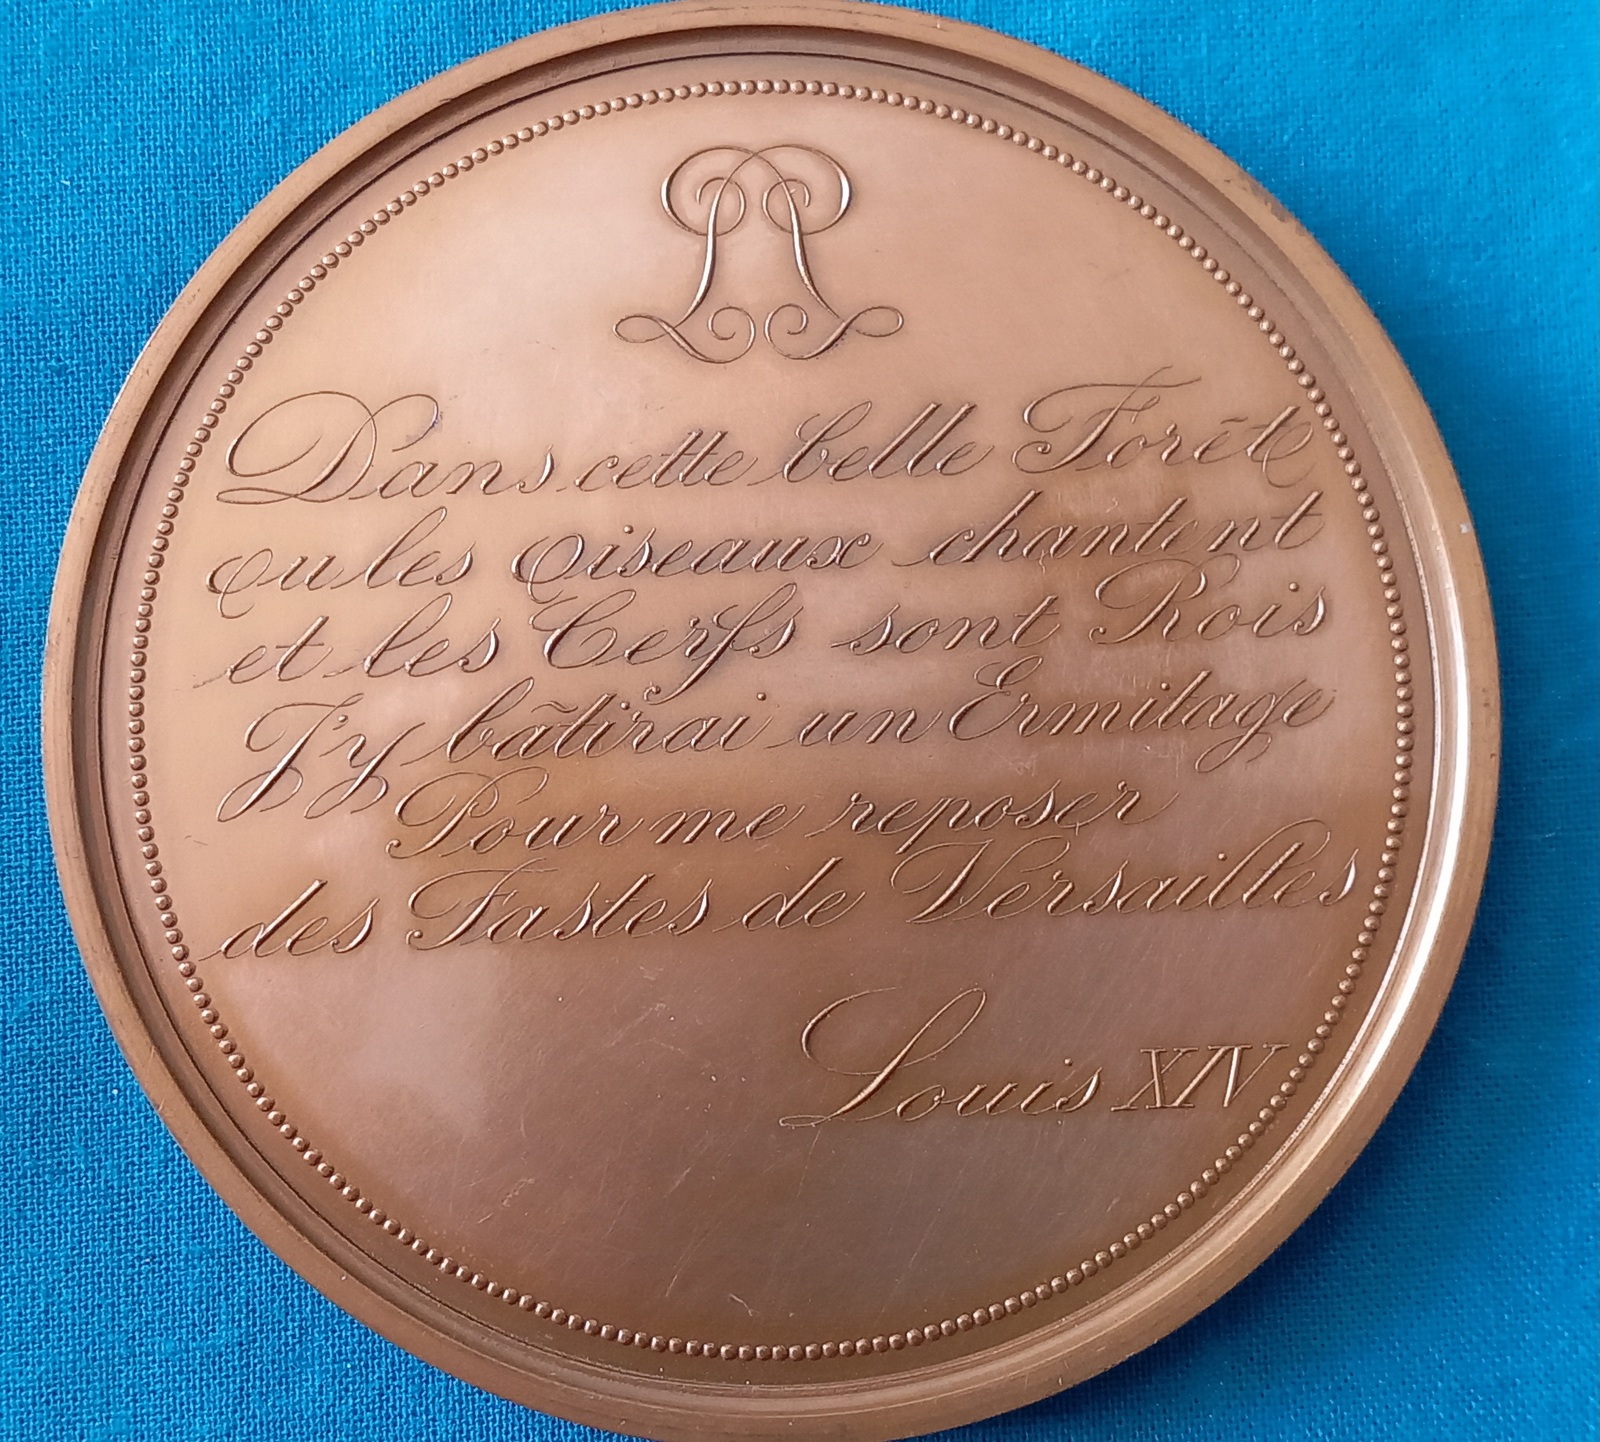 LL
Dans cette belle Forêt
ou les Oiseaux chantent
et les Cerfs sont Rois
J'y bâtirai un Ermitage
Pour me reposer
des Fastes de Versailles
Louis XIV